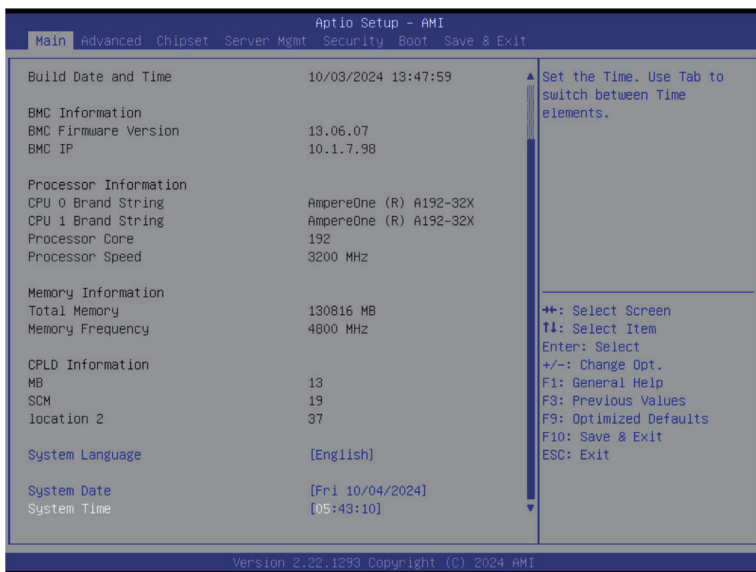 Aptio Setup - AMI
Main Advanced Chipset Server Mgmt Security Boot Save & Exit
Build Date and Time 10/03/2024 13:47:59
BMC Information
BMC Firmware Version 13.06.07
BMC IP 10.1.7.98
Processor Information
CPU 0 Brand String AmpereOne (R) A192-32X
CPU 1 Brand String AmpereOne (R) A192-32X
Processor Core 192
Processor Speed 3200 MHz
Memory Information
Total Memory 130816 MB
Memory Frequency 4800 MHz
CPLD Information
MB 13
SCM 19
location 2 37
System Language [English]
System Date [Fri 10/04/2024]
System Time [05:43:10]
Set the Time. Use Tab to
switch between Time
elements.
→←: Select Screen
↑↓: Select Item
Enter: Select
+/-: Change Opt.
F1: General Help
F3: Previous Values
F9: Optimized Defaults
F10: Save & Exit
ESC: Exit
Version 2.22.1293 Copyright (C) 2024 AMI